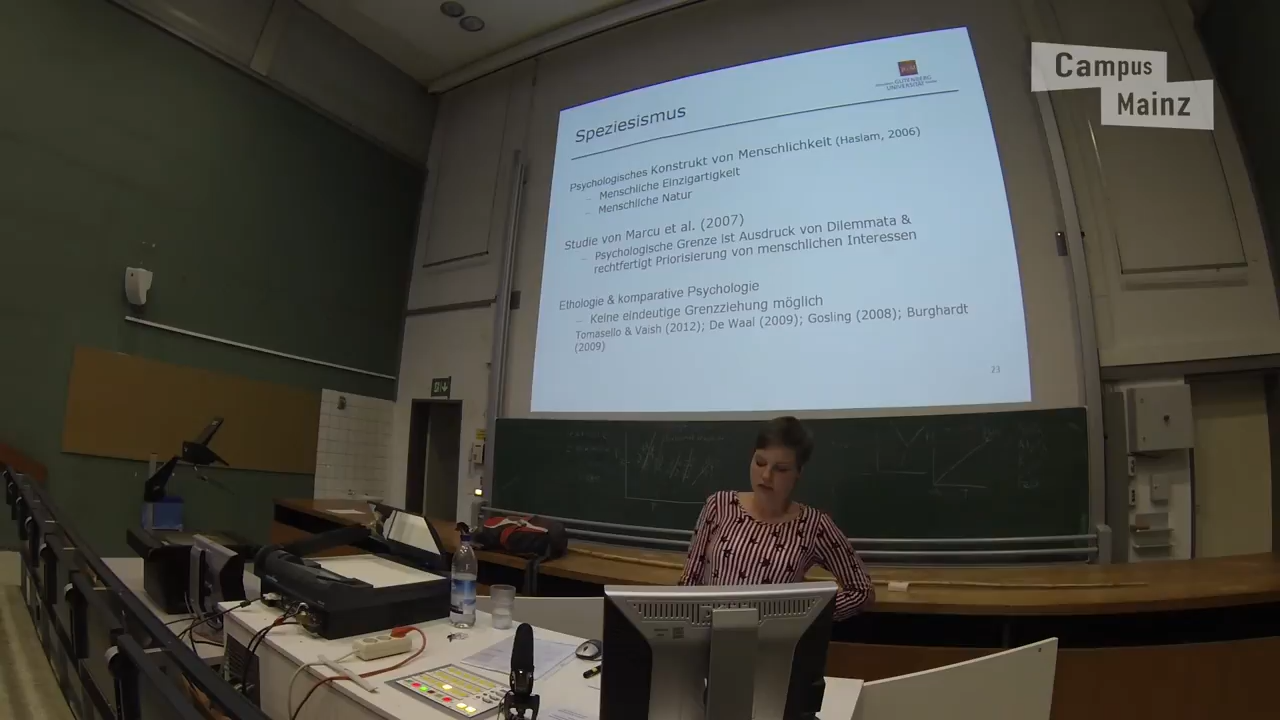 Campus
Mainz
GUTENBERG
UNIVERSITÄT
Speziesismus
Psychologisches Konstrukt von Menschlichkeit (Haslam, 2006)
– Menschliche Einzigartigkeit
– Menschliche Natur
Studie von Marcu et al. (2007)
– Psychologische Grenze ist Ausdruck von Dilemmata &
rechtfertigt Priorisierung von menschlichen Interessen
Ethologie & komparative Psychologie
– Keine eindeutige Grenzziehung möglich
Tomasello & Vaish (2012); De Waal (2009); Gosling (2008); Burghardt
(2009)
23